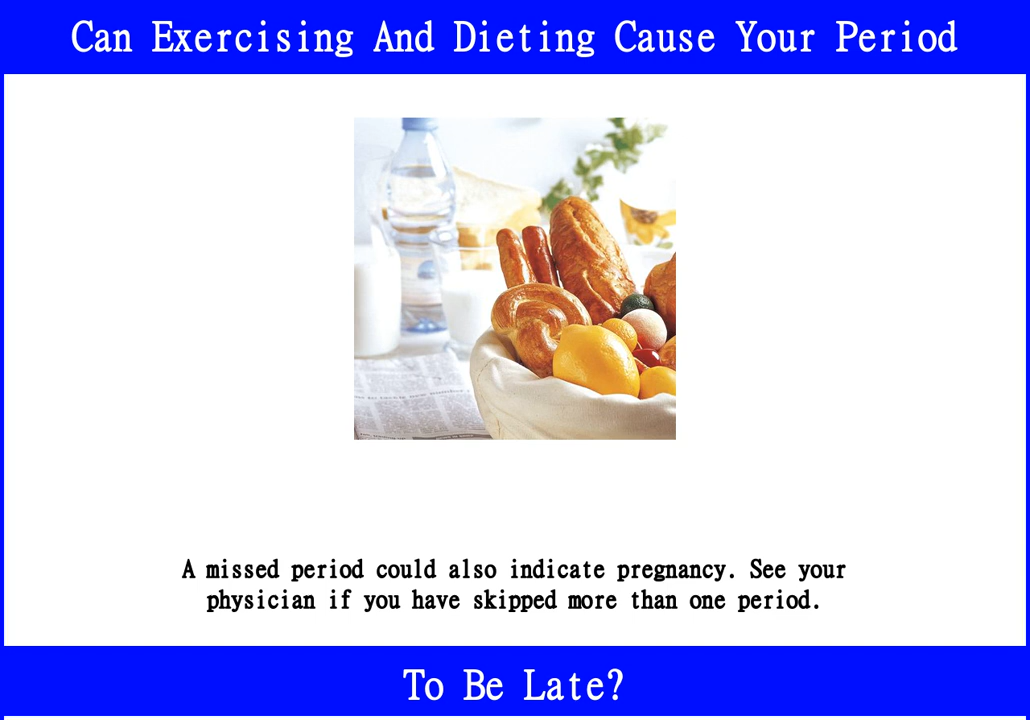 Can Exercising And Dieting Cause Your Period
A missed period could also indicate pregnancy. See your
physician if you have skipped more than one period.
To Be Late?